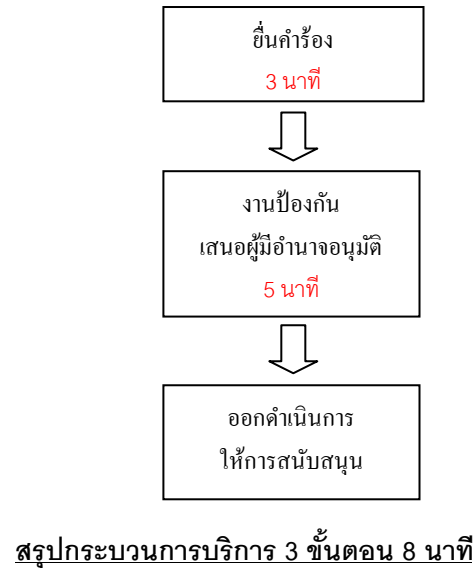 ยื่นคำร้อง
3 นาที
งานป้องกัน
เสนอผู้มีอำนาจอนุมัติ
5 นาที
ออกดำเนินการ
ให้การสนับสนุน
สรุปกระบวนการบริการ 3 ขั้นตอน 8 นาที